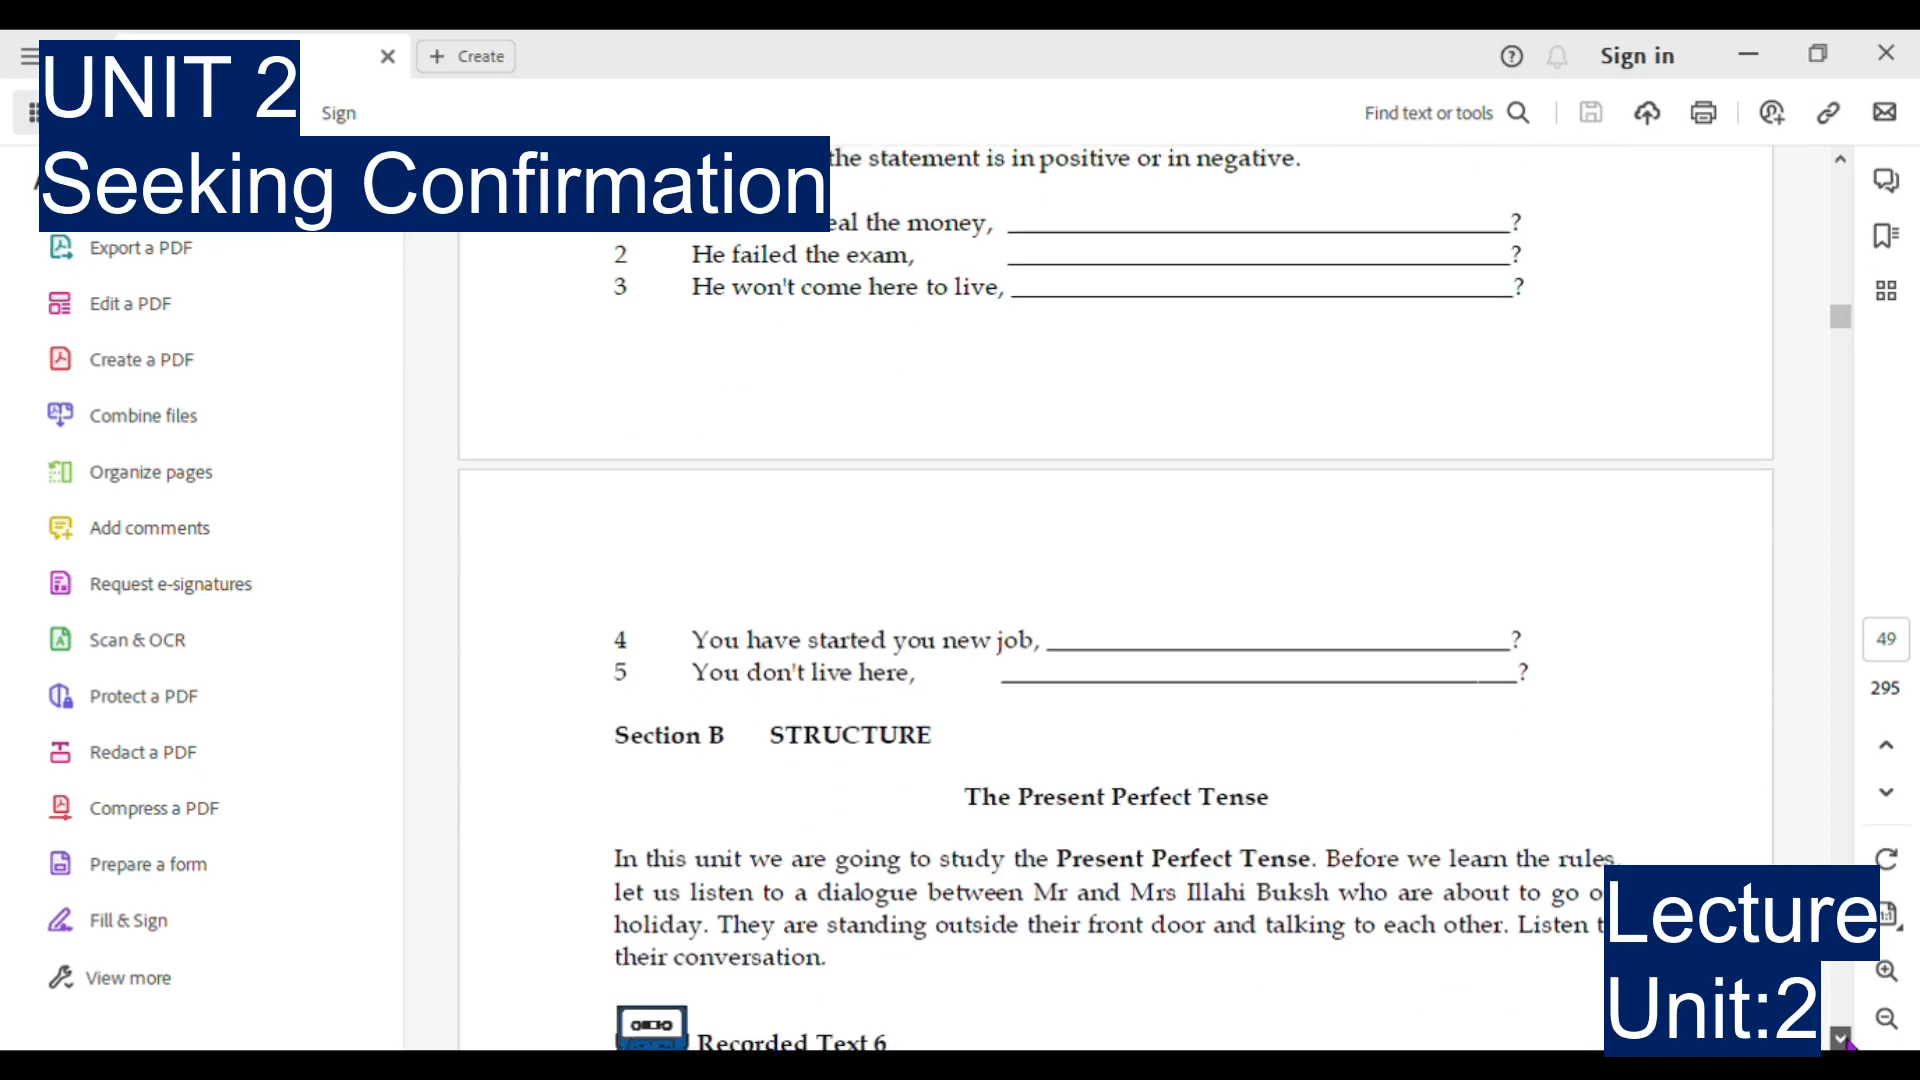 UNIT 2
Seeking Confirmation
Create
Sign in
Sign
Find text or tools
the statement is in positive or in negative.
eal the money, ?
2 He failed the exam, ?
3 He won't come here to live, ?
4 You have started you new job, ?
5 You don't live here, ?
Section B STRUCTURE
The Present Perfect Tense
In this unit we are going to study the Present Perfect Tense. Before we learn the rules,
let us listen to a dialogue between Mr and Mrs Illahi Buksh who are about to go o
holiday. They are standing outside their front door and talking to each other. Listen t
their conversation.
Recorded Text 6
Export a PDF
Edit a PDF
Create a PDF
Combine files
Organize pages
Add comments
Request e-signatures
Scan & OCR
Protect a PDF
Redact a PDF
Compress a PDF
Prepare a form
Fill & Sign
View more
49
295
Lecture
Unit:2